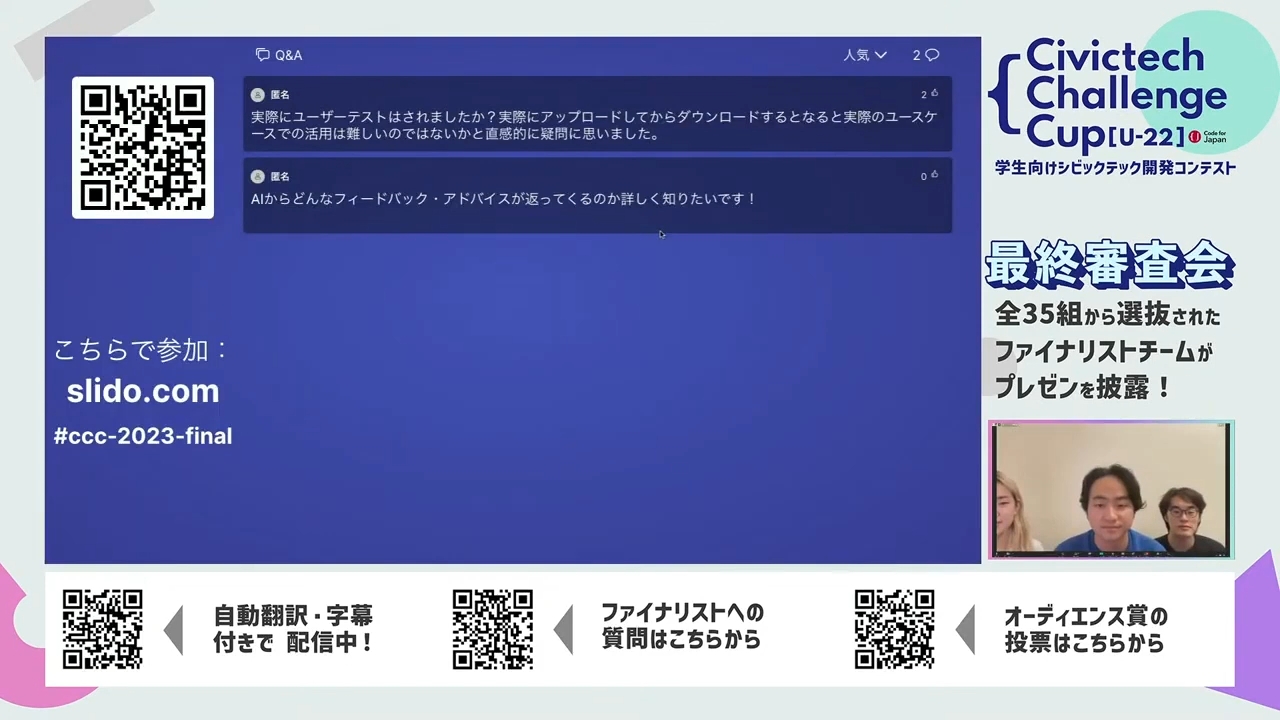 Q&A
人気
2
匿名
2
実際にユーザーテストはされましたか？実際にアップロードしてからダウンロードするとなると実際のユースケ
ースでの活用は難しいのではないかと直感的に疑問に思いました。
匿名
0
AIからどんなフィードバック・アドバイスが返ってくるのか詳しく知りたいです！
こちらで参加：
slido.com
#ccc-2023-final
Civictech
Challenge
Cup[U-22]
Code for
Japan
学生向けシビックテック開発コンテスト
最終審査会
全35組から選抜された
ファイナリストチームが
プレゼンを披露！
自動翻訳・字幕
付きで 配信中！
ファイナリストへの
質問はこちらから
オーディエンス賞の
投票はこちらから